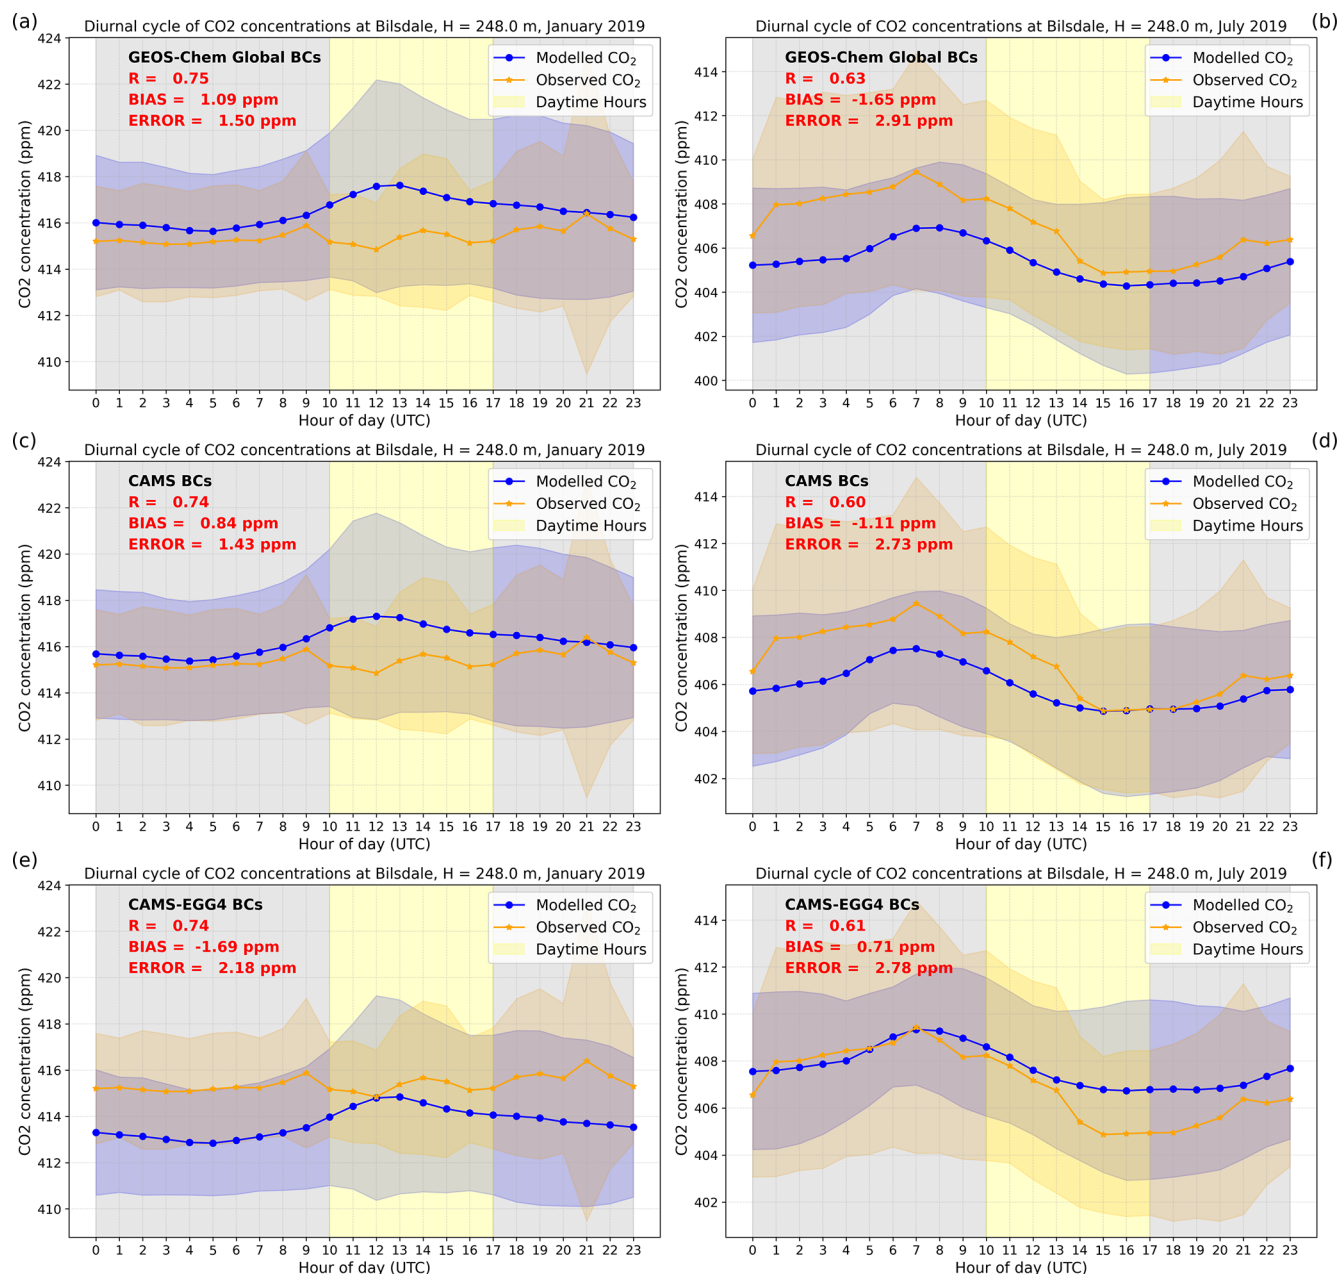 (a)
Diurnal cycle of CO2 concentrations at Bilsdale, H = 248.0 m, January 2019
GEOS-Chem Global BCs
R = 0.75
BIAS = 1.09 ppm
ERROR = 1.50 ppm
Modelled CO₂
Observed CO₂
Daytime Hours
CO2 concentration (ppm)
424
422
420
418
416
414
412
410
0 1 2 3 4 5 6 7 8 9 10 11 12 13 14 15 16 17 18 19 20 21 22 23
Hour of day (UTC)
(b)
Diurnal cycle of CO2 concentrations at Bilsdale, H = 248.0 m, July 2019
GEOS-Chem Global BCs
R = 0.63
BIAS = -1.65 ppm
ERROR = 2.91 ppm
Modelled CO₂
Observed CO₂
Daytime Hours
CO2 concentration (ppm)
414
412
410
408
406
404
402
400
0 1 2 3 4 5 6 7 8 9 10 11 12 13 14 15 16 17 18 19 20 21 22 23
Hour of day (UTC)
(c)
Diurnal cycle of CO2 concentrations at Bilsdale, H = 248.0 m, January 2019
CAMS BCs
R = 0.74
BIAS = 0.84 ppm
ERROR = 1.43 ppm
Modelled CO₂
Observed CO₂
Daytime Hours
CO2 concentration (ppm)
424
422
420
418
416
414
412
410
0 1 2 3 4 5 6 7 8 9 10 11 12 13 14 15 16 17 18 19 20 21 22 23
Hour of day (UTC)
(d)
Diurnal cycle of CO2 concentrations at Bilsdale, H = 248.0 m, July 2019
CAMS BCs
R = 0.60
BIAS = -1.11 ppm
ERROR = 2.73 ppm
Modelled CO₂
Observed CO₂
Daytime Hours
CO2 concentration (ppm)
414
412
410
408
406
404
402
0 1 2 3 4 5 6 7 8 9 10 11 12 13 14 15 16 17 18 19 20 21 22 23
Hour of day (UTC)
(e)
Diurnal cycle of CO2 concentrations at Bilsdale, H = 248.0 m, January 2019
CAMS-EGG4 BCs
R = 0.74
BIAS = -1.69 ppm
ERROR = 2.18 ppm
Modelled CO₂
Observed CO₂
Daytime Hours
CO2 concentration (ppm)
424
422
420
418
416
414
412
410
0 1 2 3 4 5 6 7 8 9 10 11 12 13 14 15 16 17 18 19 20 21 22 23
Hour of day (UTC)
(f)
Diurnal cycle of CO2 concentrations at Bilsdale, H = 248.0 m, July 2019
CAMS-EGG4 BCs
R = 0.61
BIAS = 0.71 ppm
ERROR = 2.78 ppm
Modelled CO₂
Observed CO₂
Daytime Hours
CO2 concentration (ppm)
414
412
410
408
406
404
402
0 1 2 3 4 5 6 7 8 9 10 11 12 13 14 15 16 17 18 19 20 21 22 23
Hour of day (UTC)